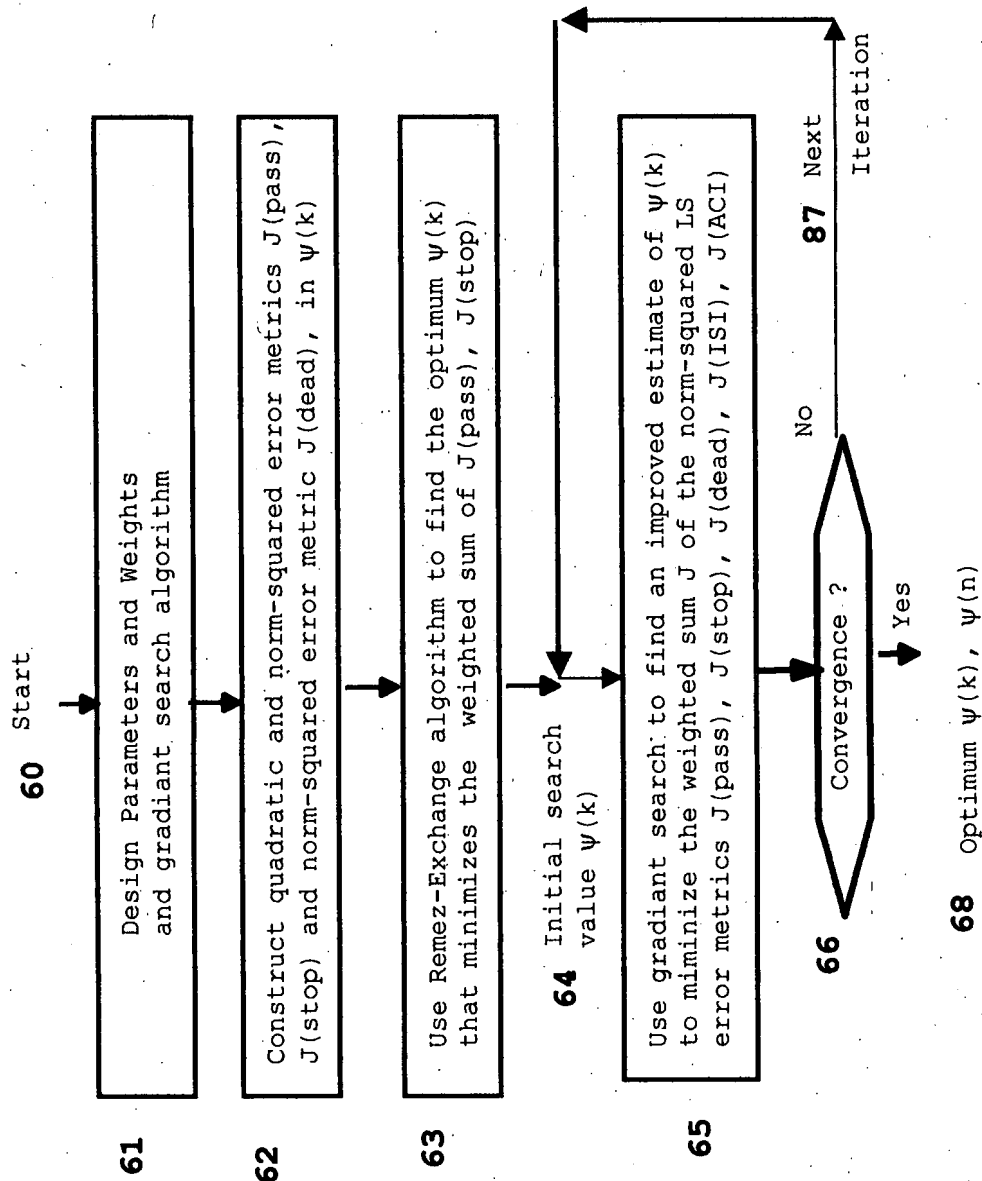 60 Start
61
Design Parameters and Weights
and gradiant search algorithm
62
Construct quadratic and norm-squared error metrics J(pass),
J(stop) and norm-squared error metric J(dead), in ψ(k)
63
Use Remez-Exchange algorithm to find the optimum ψ(k)
that minimizes the weighted sum of J(pass), J(stop)
64 Initial search
value ψ(k)
65
Use gradiant search to find an improved estimate of ψ(k)
to miminize the weighted sum J of the norm-squared LS
error metrics J(pass), J(stop), J(dead), J(ISI), J(ACI)
66
Convergence ?
No
87 Next
Iteration
Yes
68 Optimum ψ(k), ψ(n)